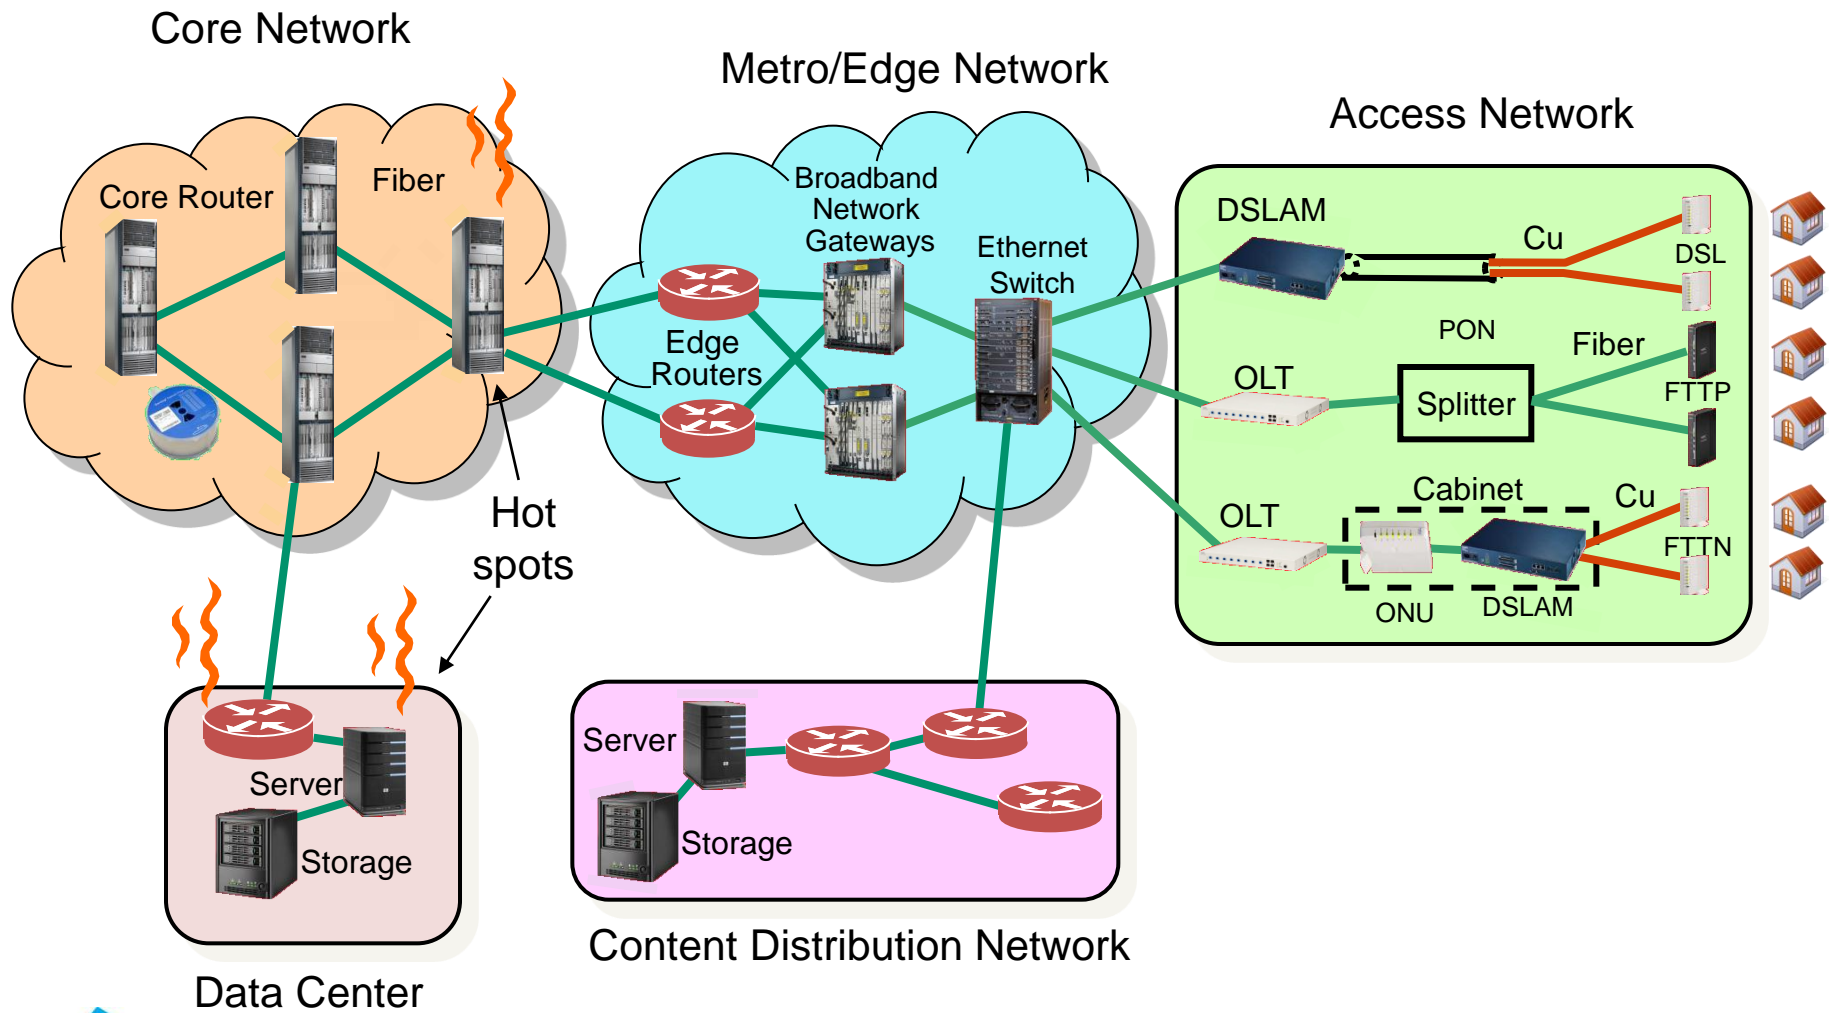 Core Network
Metro/Edge Network
Access Network
Core Router
Fiber
Broadband
Network
Gateways
Ethernet
Switch
Edge
Routers
DSLAM
Cu
DSL
PON
Fiber
OLT
Splitter
FTTP
Cabinet
Cu
OLT
FTTN
ONU
DSLAM
Hot
spots
Server
Storage
Server
Storage
Content Distribution Network
Data Center